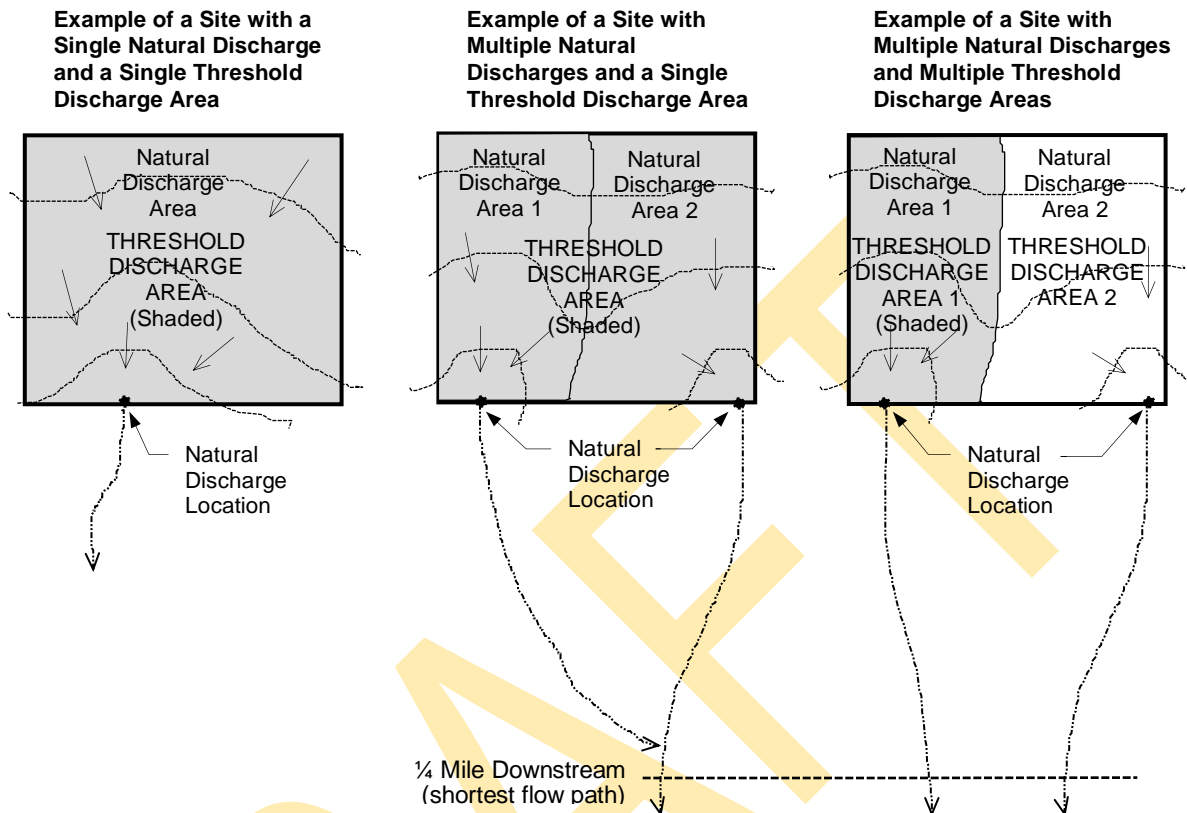 Example of a Site with a
Single Natural Discharge
and a Single Threshold
Discharge Area
Example of a Site with
Multiple Natural
Discharges and a Single
Threshold Discharge Area
Example of a Site with
Multiple Natural Discharges
and Multiple Threshold
Discharge Areas
Natural
Discharge
Area
THRESHOLD
DISCHARGE
AREA
(Shaded)
Natural
Discharge
Location
Natural
Discharge
Area 1
Natural
Discharge
Area 2
THRESHOLD
DISCHARGE
AREA
(Shaded)
Natural
Discharge
Location
Natural
Discharge
Area 1
Natural
Discharge
Area 2
THRESHOLD
DISCHARGE
AREA 1
(Shaded)
THRESHOLD
DISCHARGE
AREA 2
Natural
Discharge
Location
¼ Mile Downstream
(shortest flow path)